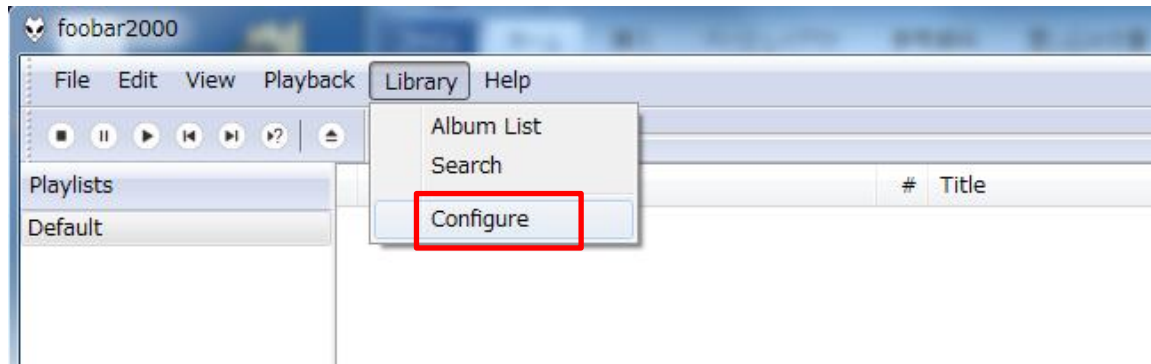 foobar2000
File Edit View Playback Library Help
Album List
Search
Configure
Playlists
# Title
Default